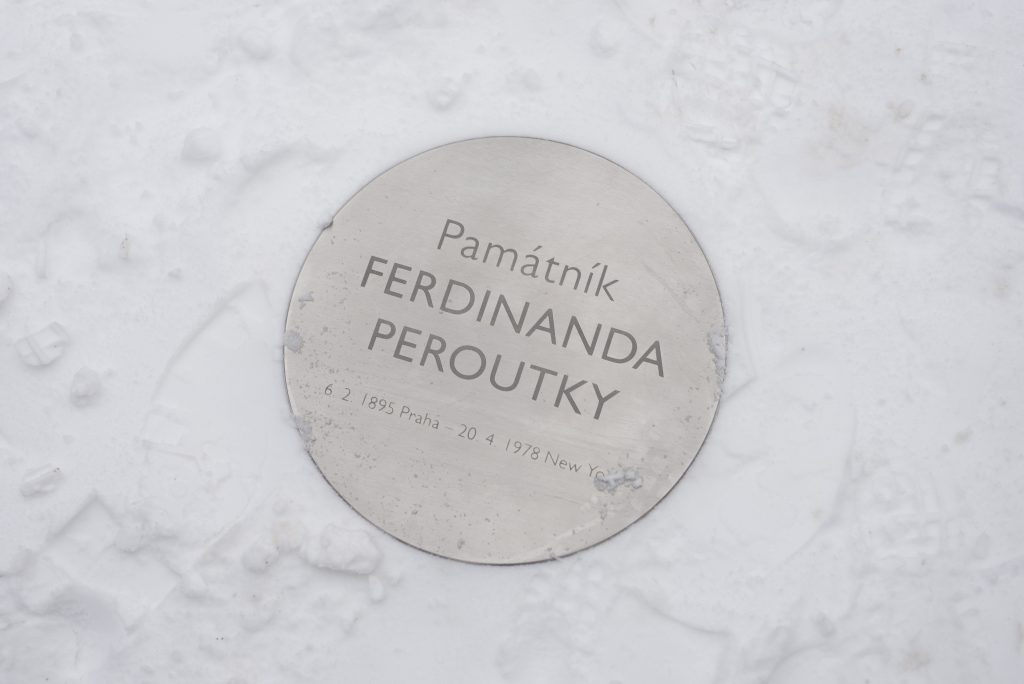 Památník
FERDINANDA
PEROUTKY
6. 2. 1895 Praha – 20. 4. 1978 New